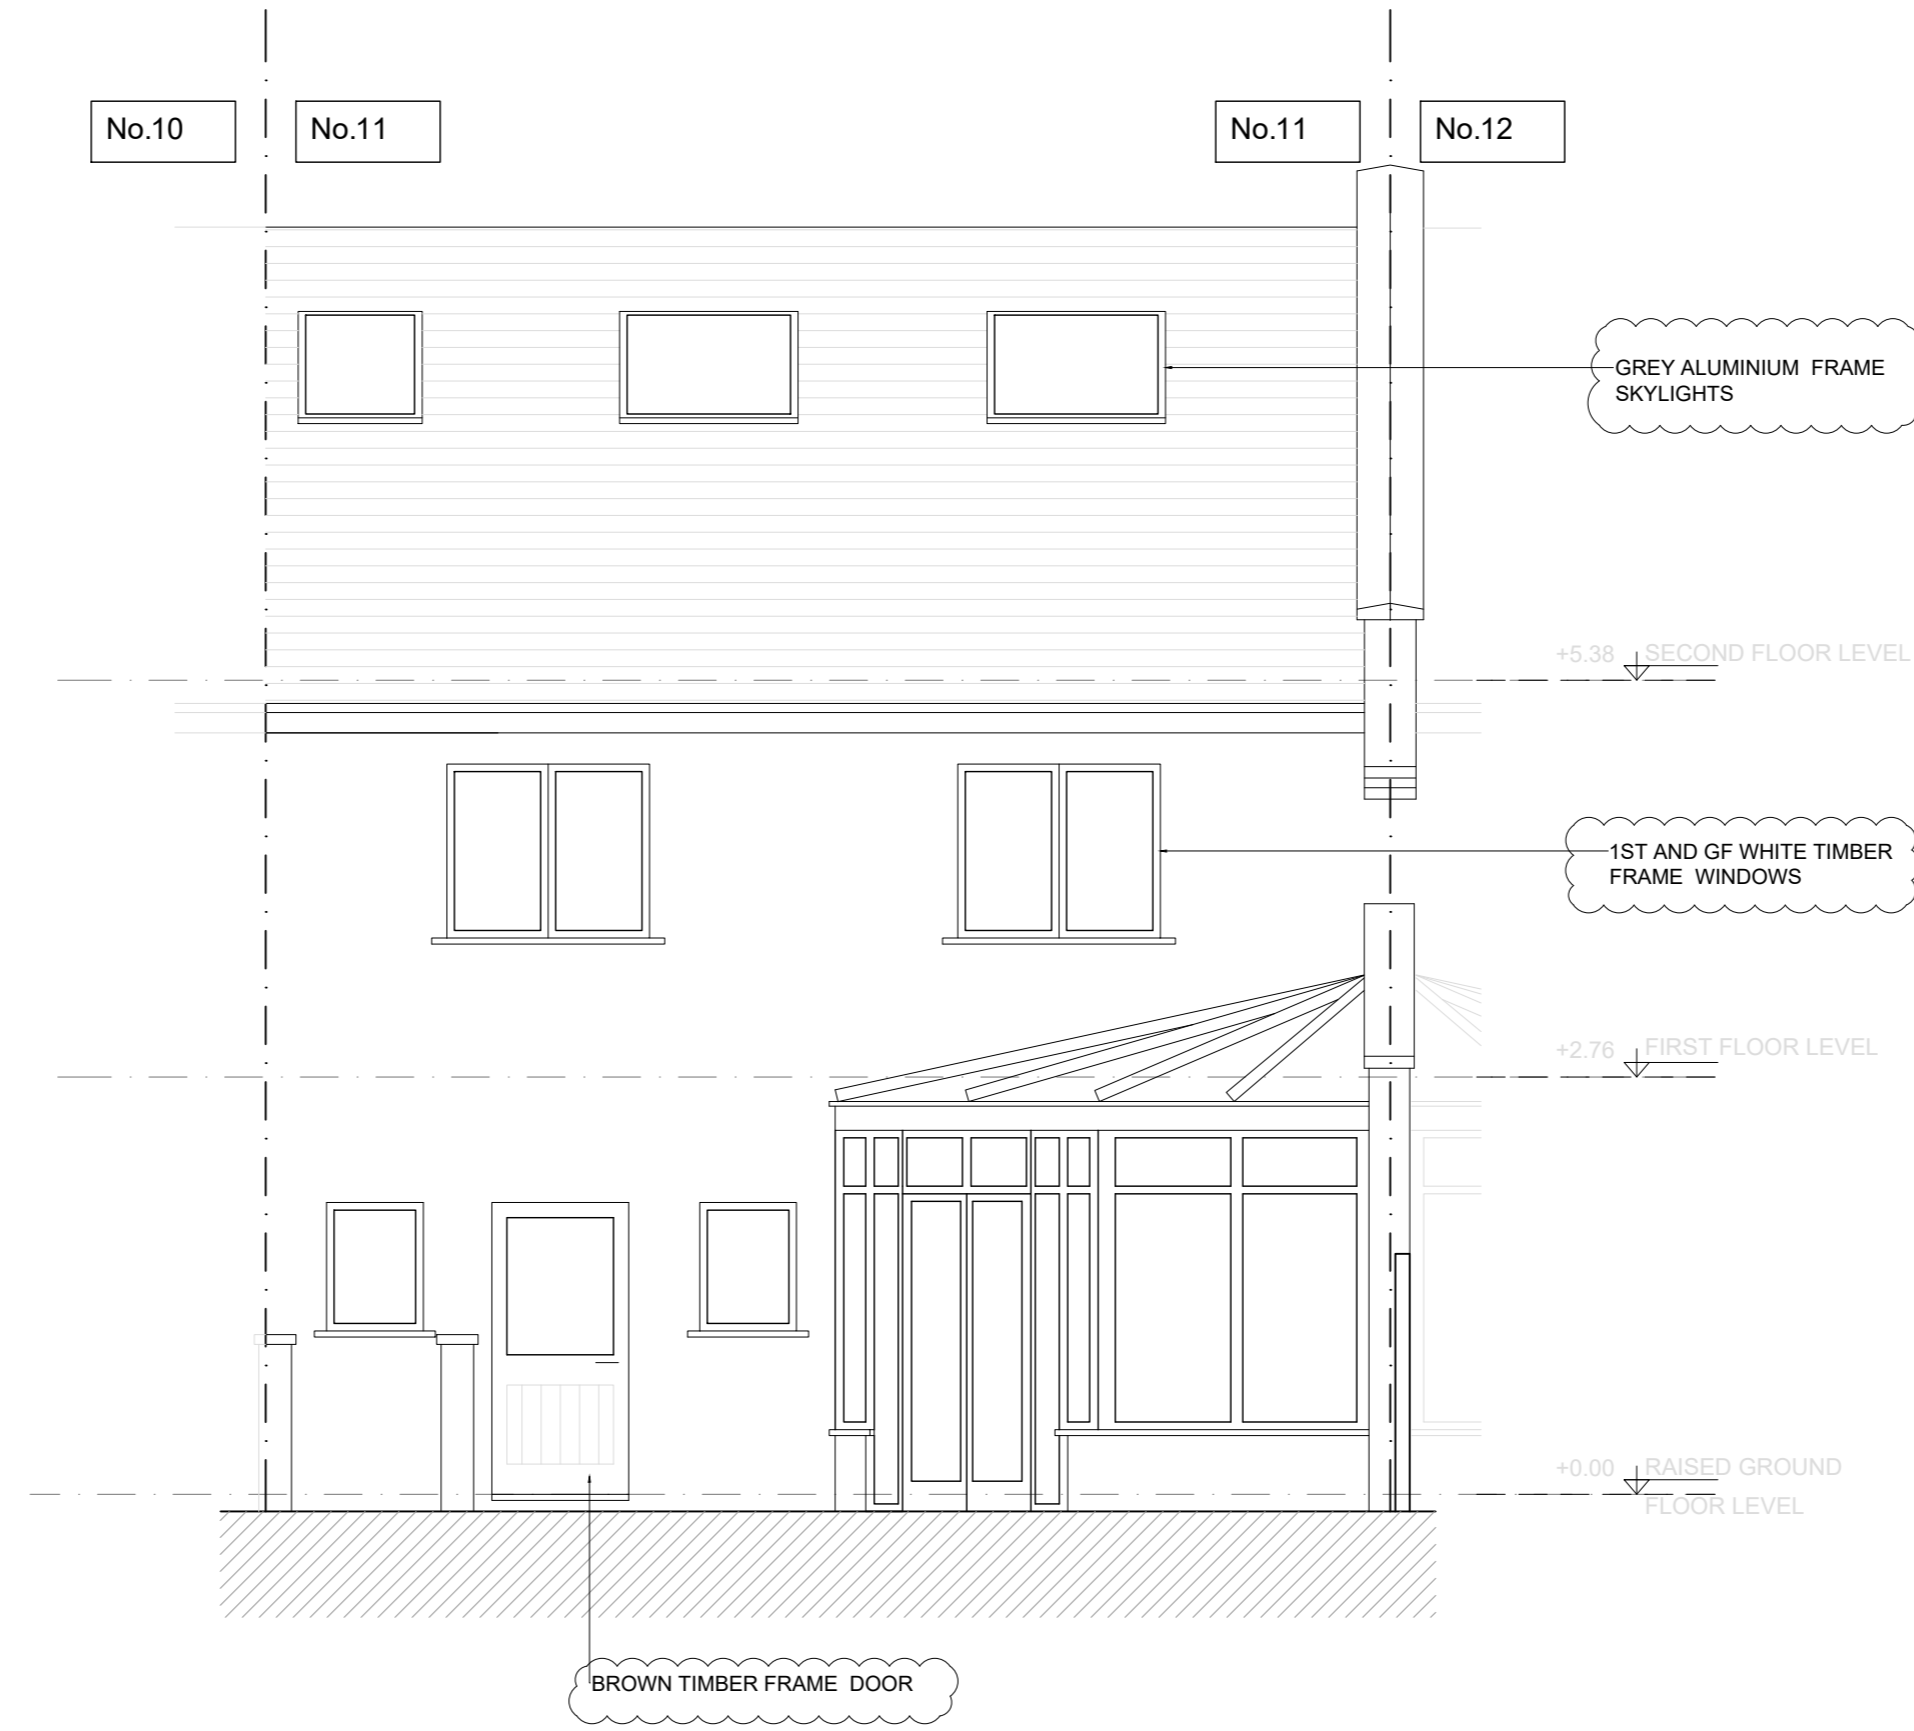 No.10
No.11
No.11
No.12
GREY ALUMINIUM FRAME
SKYLIGHTS
+5.38 SECOND FLOOR LEVEL
1ST AND GF WHITE TIMBER
FRAME WINDOWS
+2.76 FIRST FLOOR LEVEL
+0.00 RAISED GROUND
FLOOR LEVEL
BROWN TIMBER FRAME DOOR